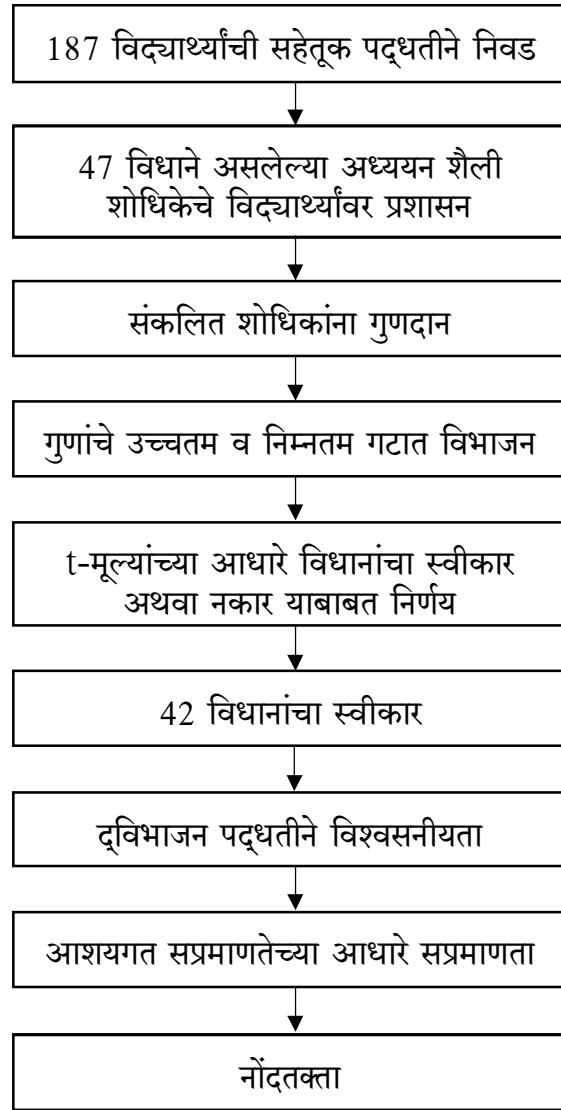 187 विद्यार्थ्यांची सहेतूक पद्‌धतीने निवड
47 विधाने असलेल्या अध्ययन शैली
शोधिकेचे विद्यार्थ्यांवर प्रशासन
संकलित शोधिकांना गुणदान
गुणांचे उच्चतम व निम्नतम गटात विभाजन
t-मूल्यांच्या आधारे विधानांचा स्वीकार
अथवा नकार याबाबत निर्णय
42 विधानांचा स्वीकार
द्‌विभाजन पद्‌धतीने विश्‍वसनीयता
आशयगत सप्रमाणतेच्या आधारे सप्रमाणता
नोंदतक्ता